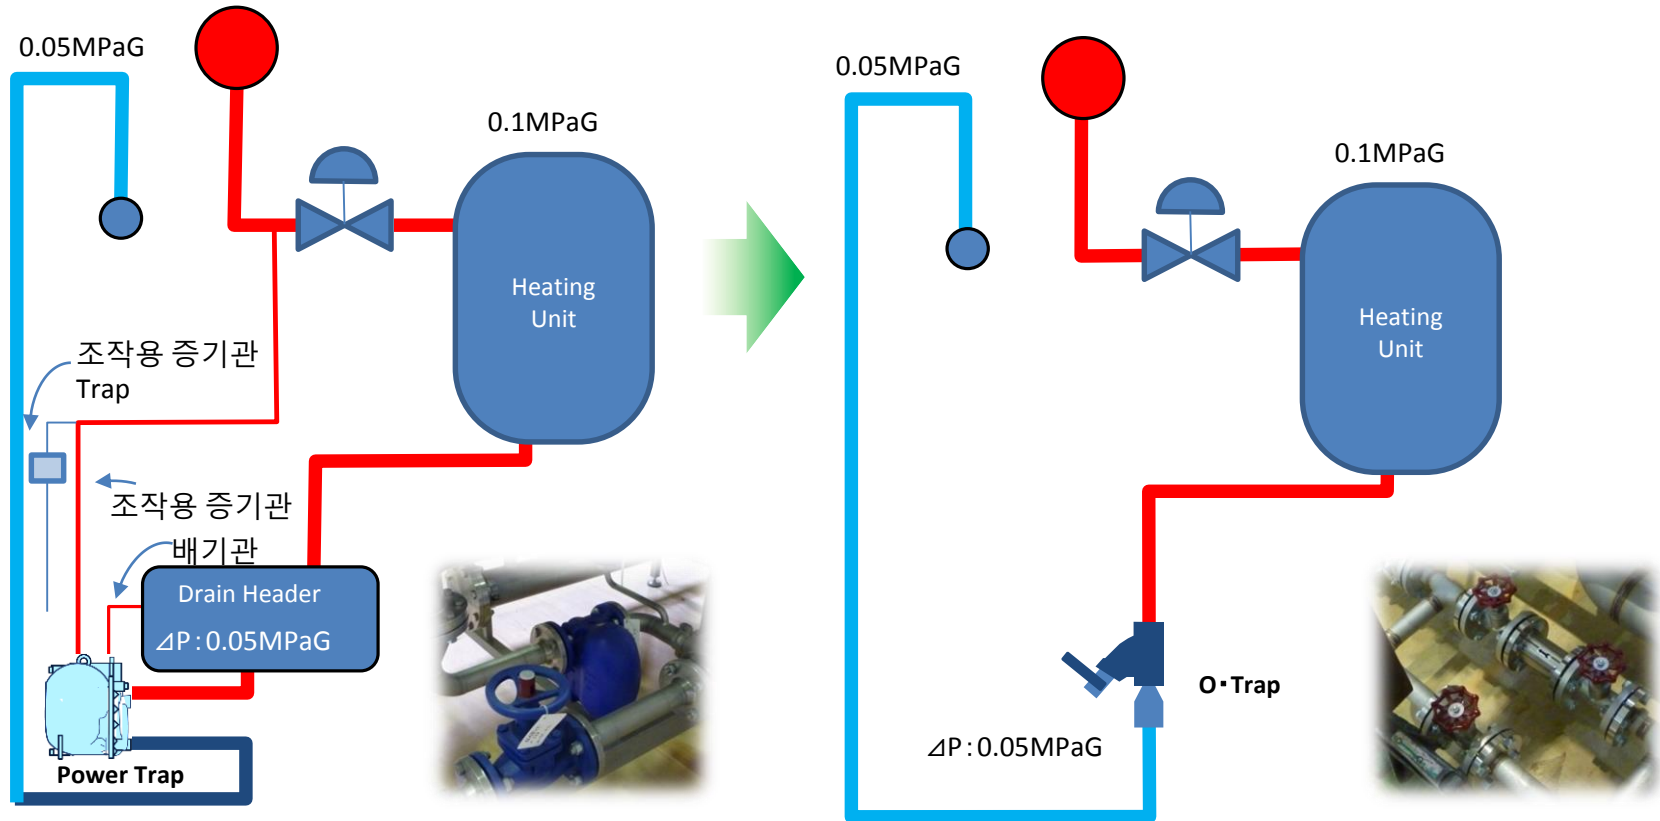 0.05MPaG
0.1MPaG
Heating
Unit
조작용 증기관
Trap
조작용 증기관
배기관
Drain Header
⊿P : 0.05MPaG
Power Trap
0.05MPaG
0.1MPaG
Heating
Unit
O·Trap
⊿P : 0.05MPaG